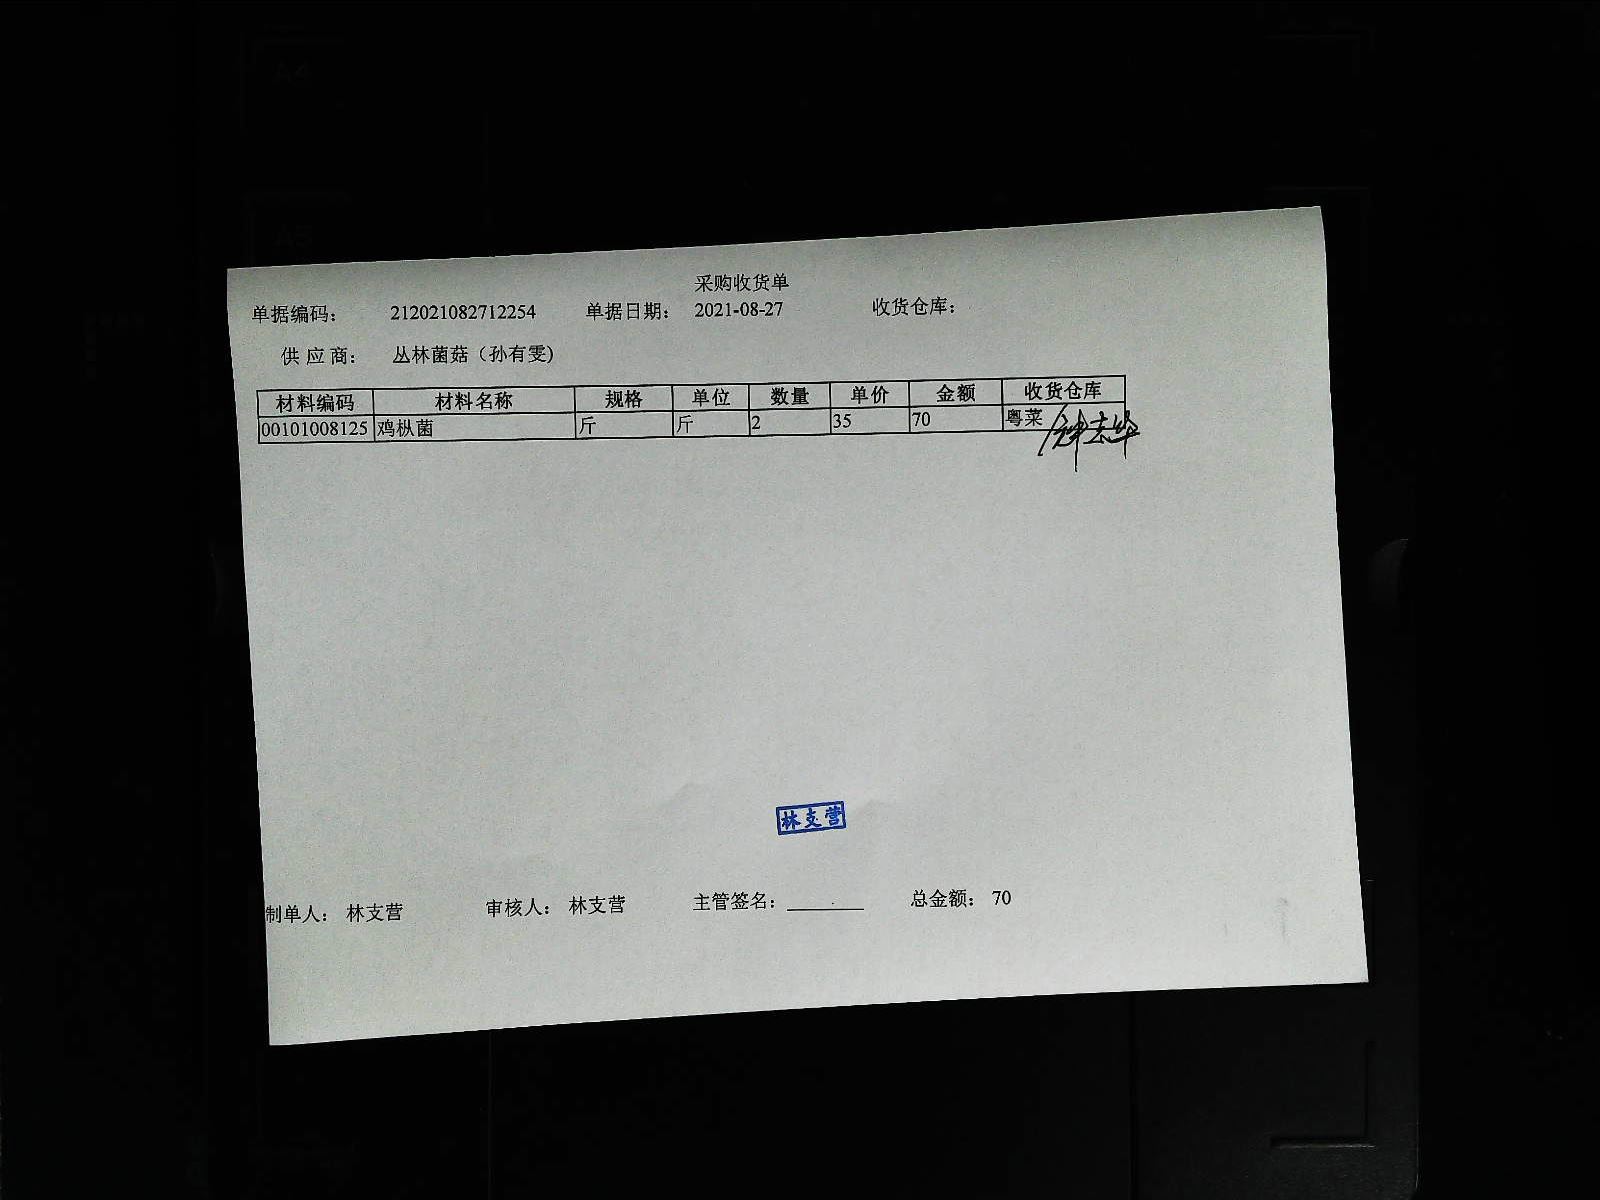 A4
A5
采购收货单
单据编码： 212021082712254 单据日期： 2021-08-27 收货仓库：
供 应 商： 丛林菌菇（孙有雯)
材料编码 材料名称 规格 单位 数量 单价 金额 收货仓库
00101008125 鸡枞菌 斤 斤 2 35 70 粤菜
林支营
制单人： 林支营 审核人： 林支营 主管签名： 总金额： 70